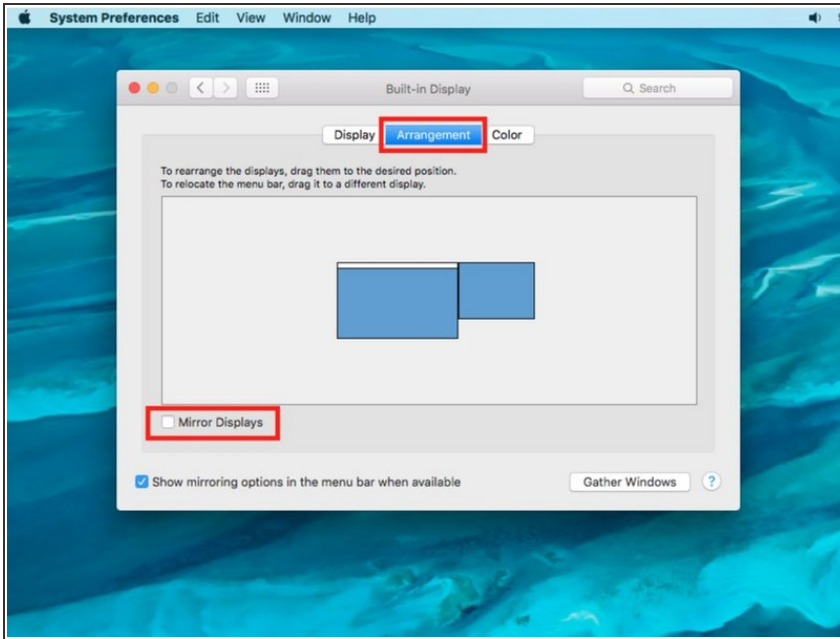 System Preferences Edit View Window Help
Built-in Display
Search
Display Arrangement Color
To rearrange the displays, drag them to the desired position.
To relocate the menu bar, drag it to a different display.
Mirror Displays
Show mirroring options in the menu bar when available
Gather Windows ?